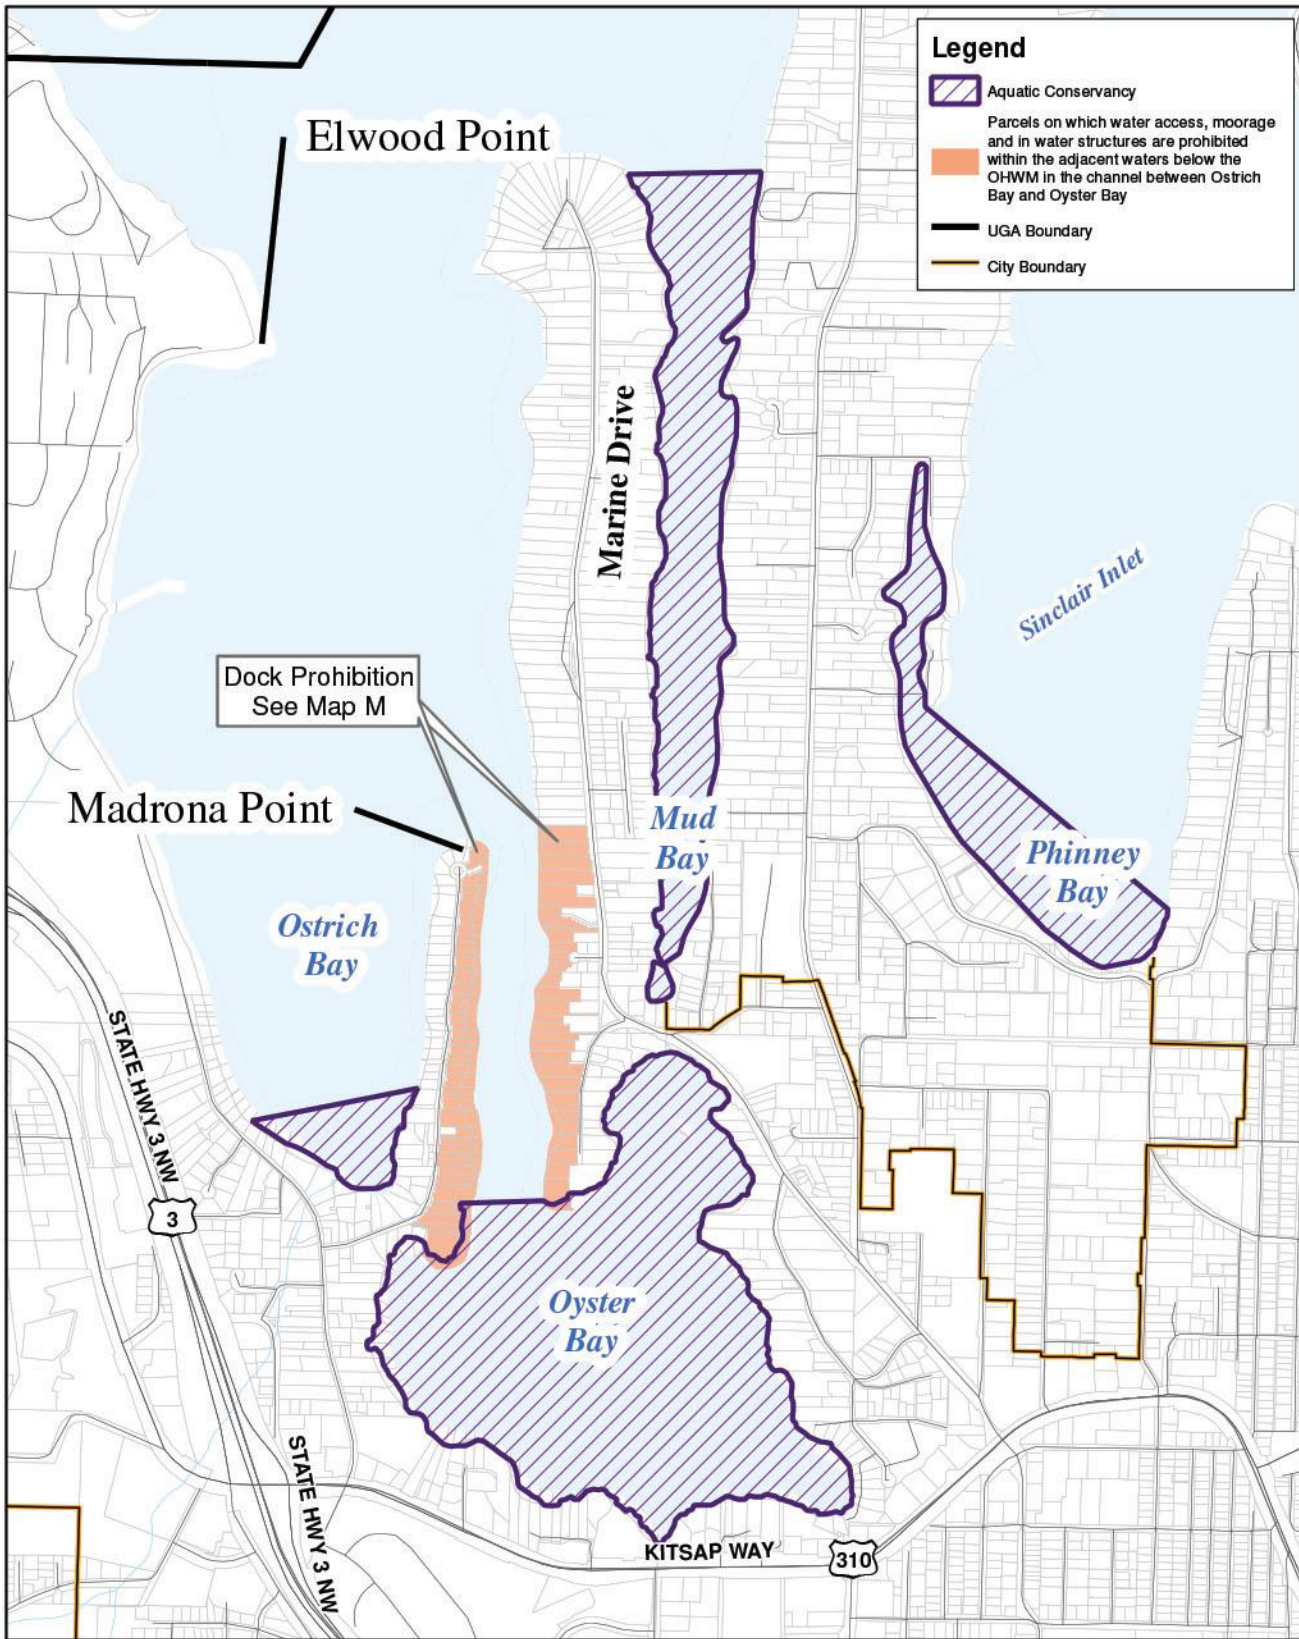 Legend
Aquatic Conservancy
Parcels on which water access, moorage
and in water structures are prohibited
within the adjacent waters below the
OHWM in the channel between Ostrich
Bay and Oyster Bay
UGA Boundary
City Boundary
Elwood Point
Marine Drive
Sinclair Inlet
Dock Prohibition
See Map M
Madrona Point
Mud
Bay
Phinney
Bay
Ostrich
Bay
STATE HWY 3 NW
3
Oyster
Bay
STATE HWY 3 NW
KITSAP WAY
310